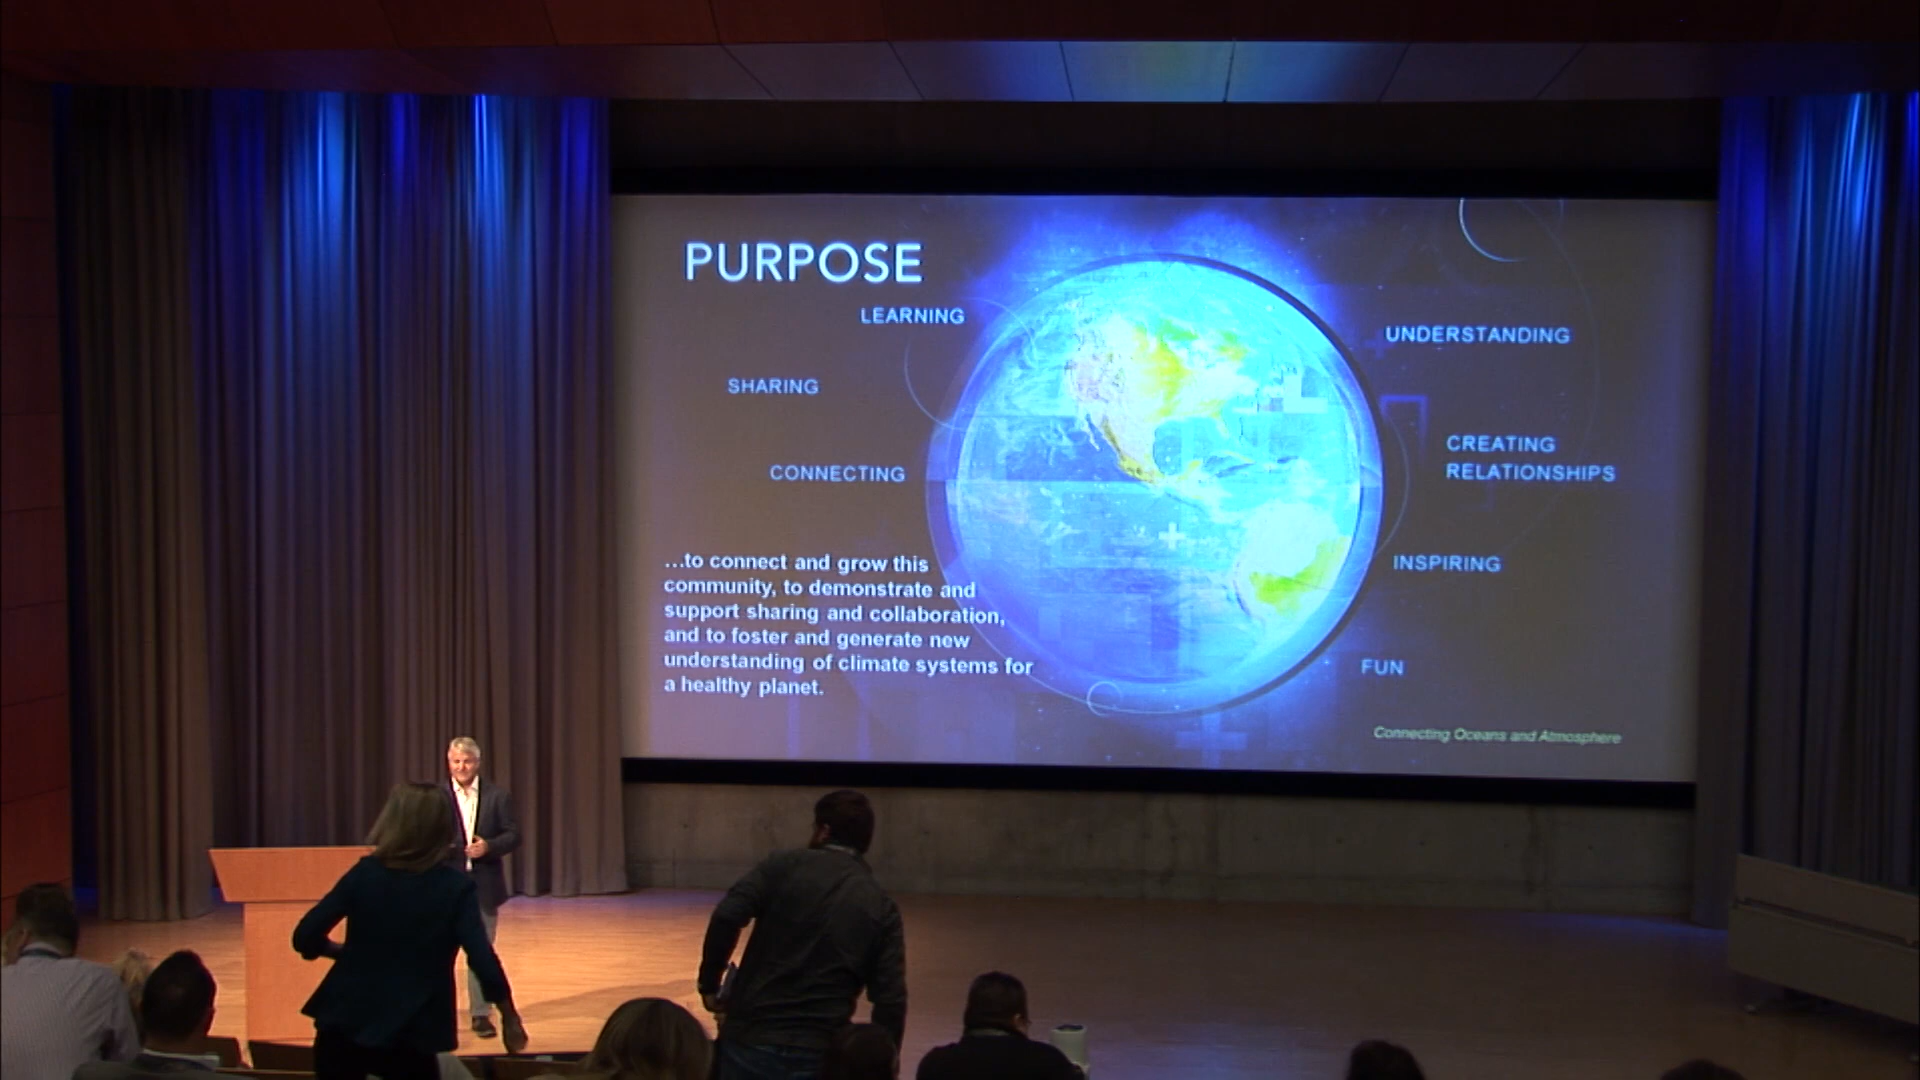 PURPOSE
LEARNING
SHARING
CONNECTING
…to connect and grow this
community, to demonstrate and
support sharing and collaboration,
and to foster and generate new
understanding of climate systems for
a healthy planet.
UNDERSTANDING
CREATING
RELATIONSHIPS
INSPIRING
FUN
Connecting Oceans and Atmosphere